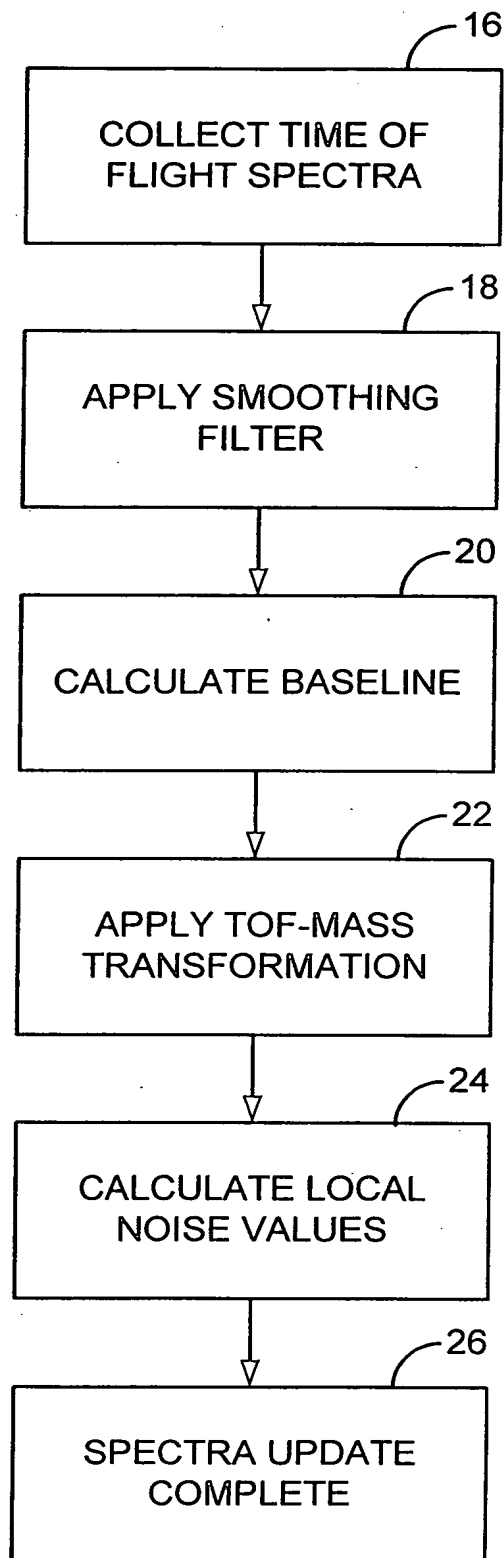 16
COLLECT TIME OF
FLIGHT SPECTRA
18
APPLY SMOOTHING
FILTER
20
CALCULATE BASELINE
22
APPLY TOF-MASS
TRANSFORMATION
24
CALCULATE LOCAL
NOISE VALUES
26
SPECTRA UPDATE
COMPLETE